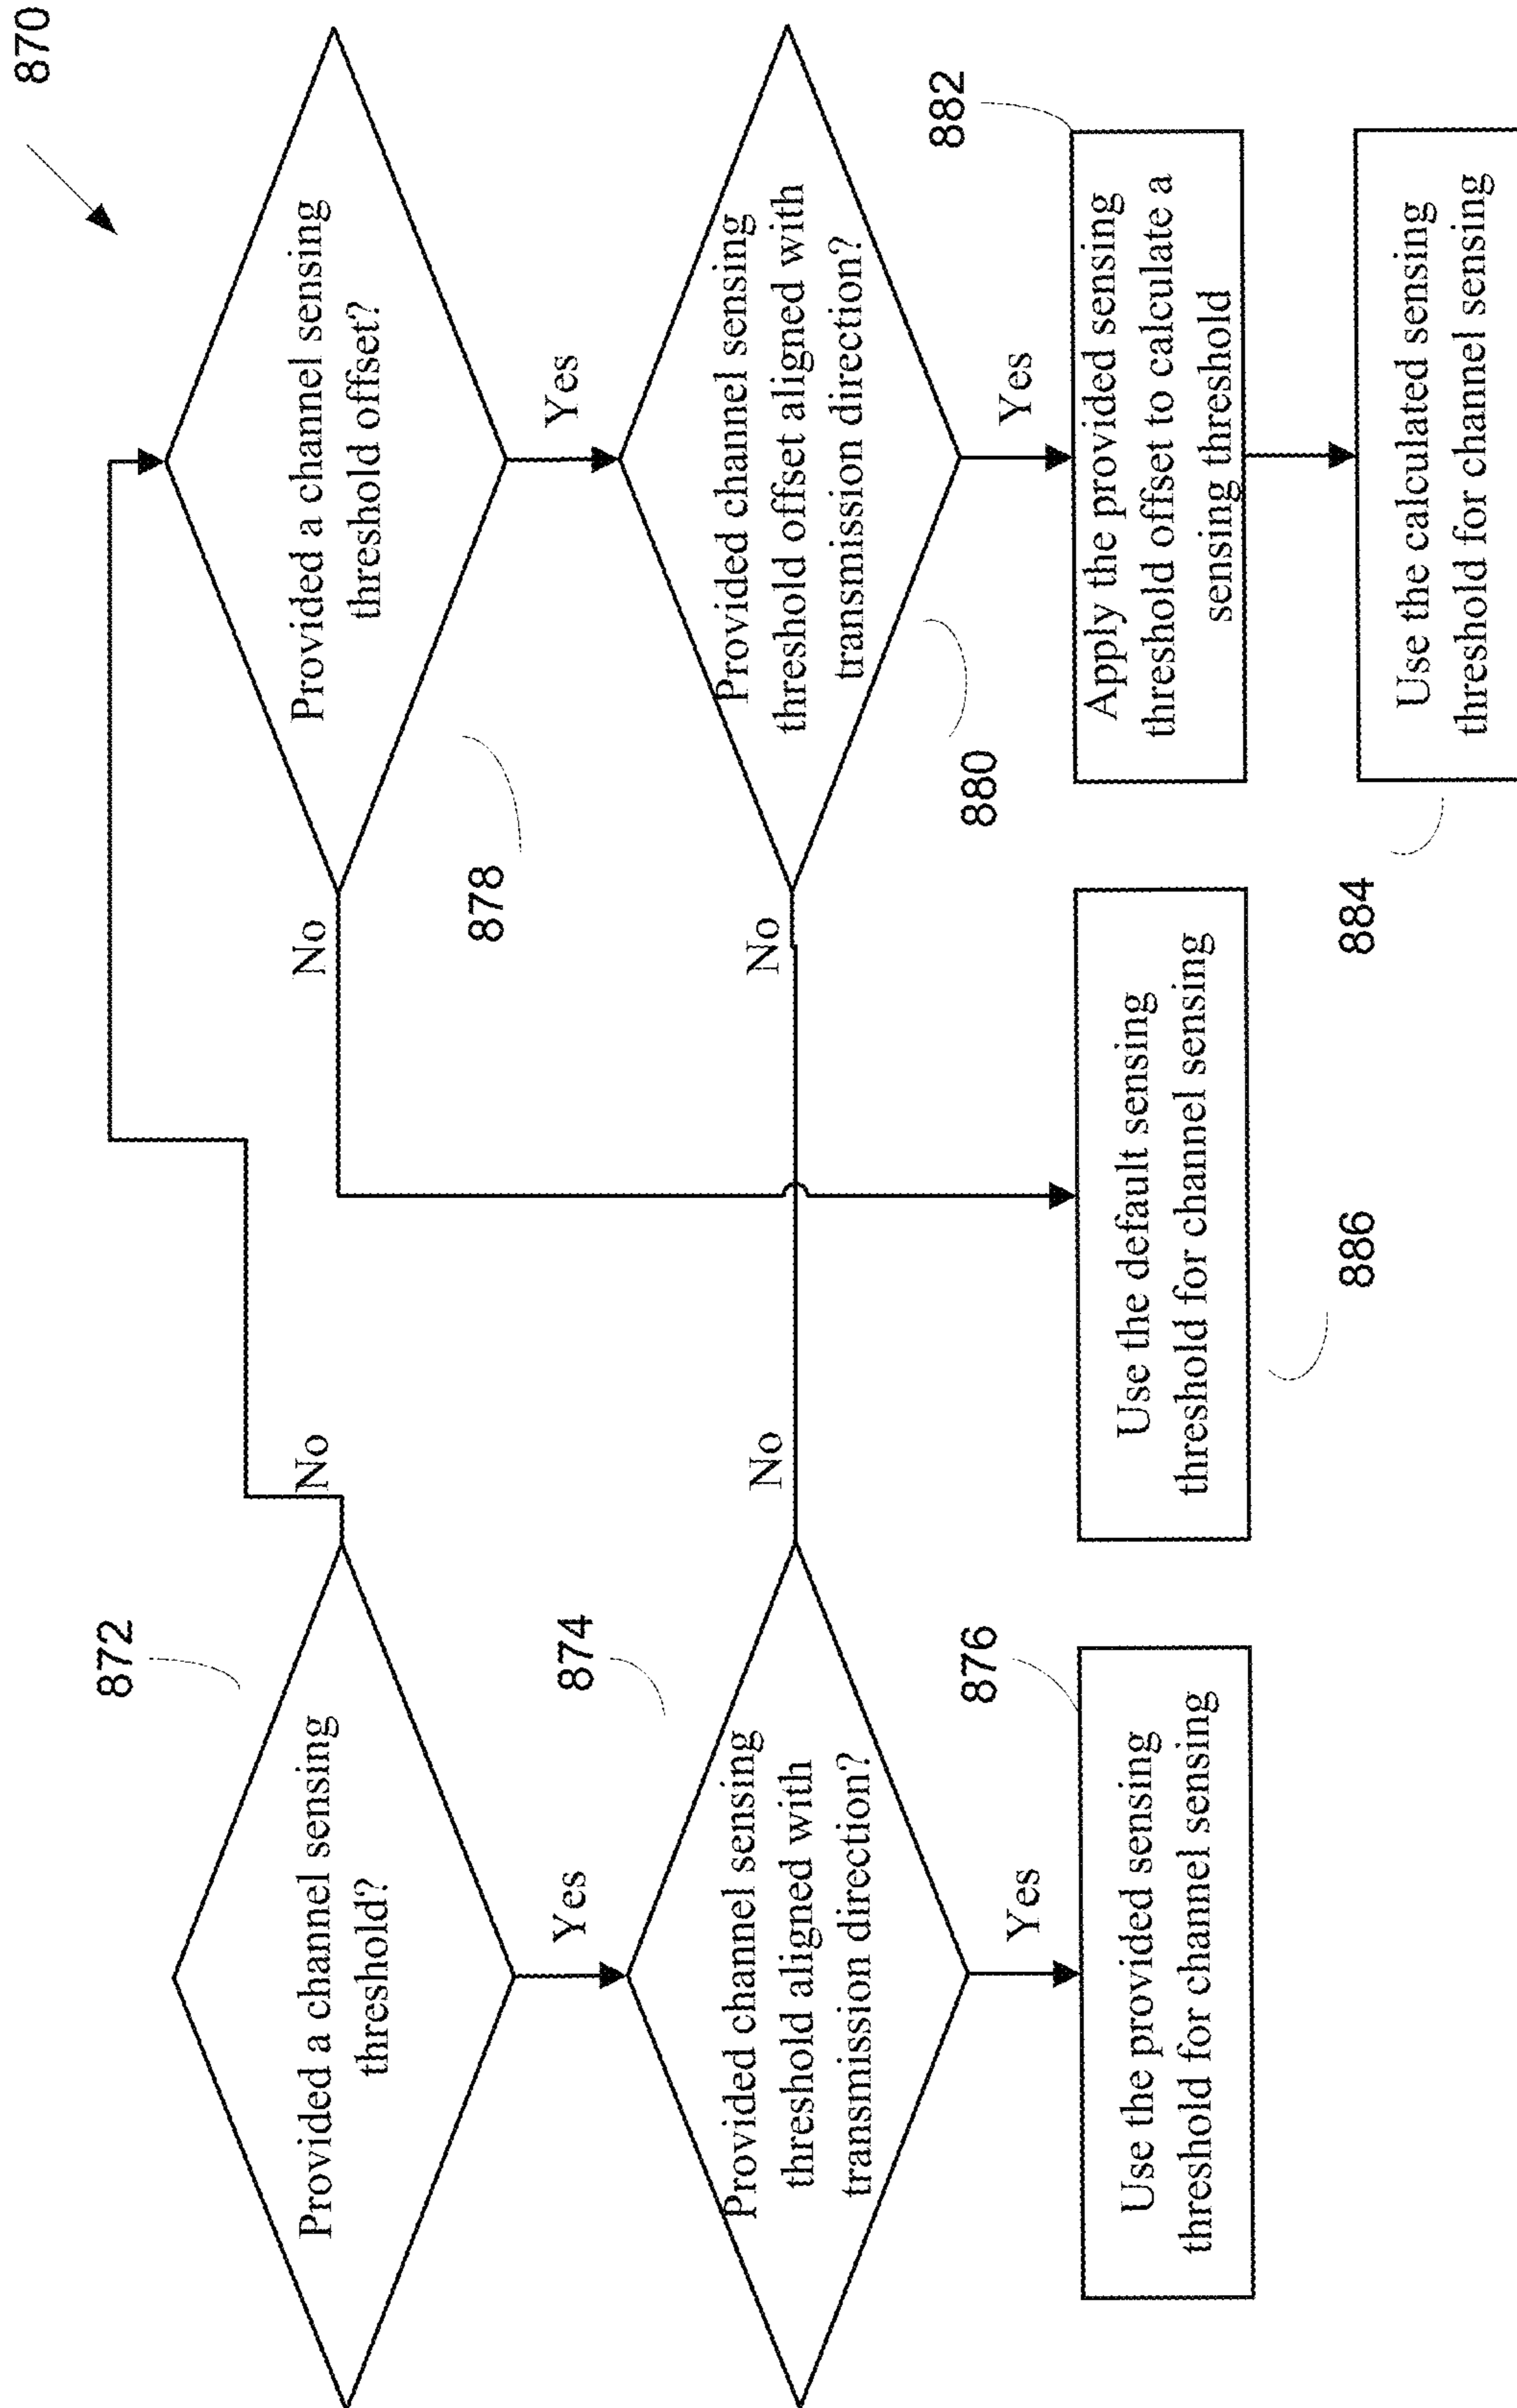 870
872
Provided a channel sensing
threshold?
No
Yes
874
Provided channel sensing
threshold aligned with
transmission direction?
No
Yes
876
Use the provided sensing
threshold for channel sensing
Provided a channel sensing
threshold offset?
No
878
Yes
Provided channel sensing
threshold offset aligned with
transmission direction?
No
880
Yes
882
Apply the provided sensing
threshold offset to calculate a
sensing threshold
Use the calculated sensing
threshold for channel sensing
884
Use the default sensing
threshold for channel sensing
886